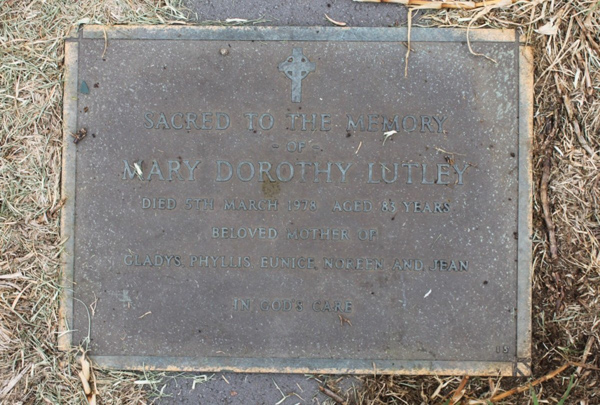 SACRED TO THE MEMORY
- OF -
MARY DOROTHY LUTLEY
DIED 5TH MARCH 1978 AGED 83 YEARS
BELOVED MOTHER OF
GLADYS, PHYLLIS, EUNICE, NOREEN AND JEAN
IN GOD'S CARE